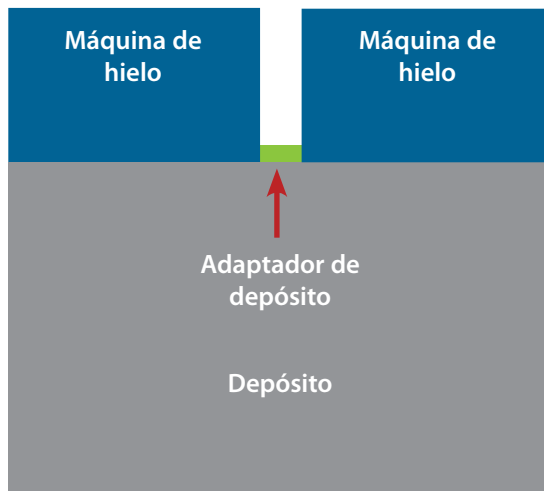 Máquina de
hielo
Máquina de
hielo
Adaptador de
depósito
Depósito